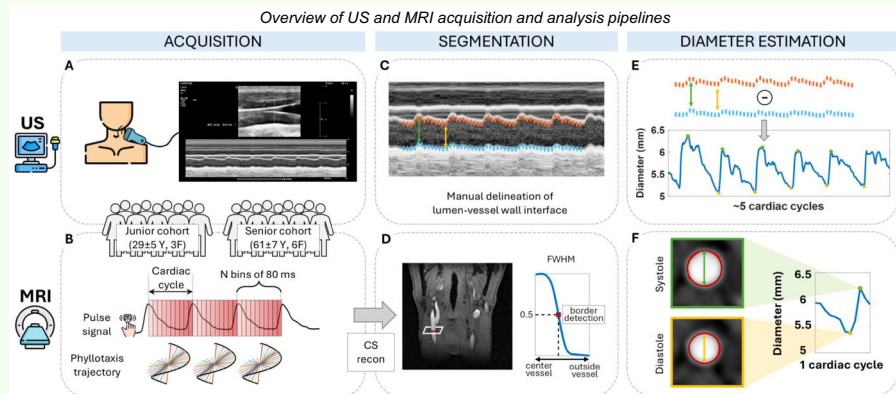 Overview of US and MRI acquisition and analysis pipelines
ACQUISITION
SEGMENTATION
DIAMETER ESTIMATION
A
C
E
US
Manual delineation of
lumen-vessel wall interface
Diameter (mm)
6.5
6
5.5
5
~5 cardiac cycles
Junior cohort
(29±5 Y, 3F)
Senior cohort
(61±7 Y, 6F)
B
D
F
MRI
Cardiac
cycle
N bins of 80 ms
Pulse
signal
Phyllotaxis
trajectory
CS
recon
FWHM
0.5
border
detection
center
vessel
outside
vessel
Systole
Diastole
Diameter (mm)
6.5
6
5.5
5
1 cardiac cycle